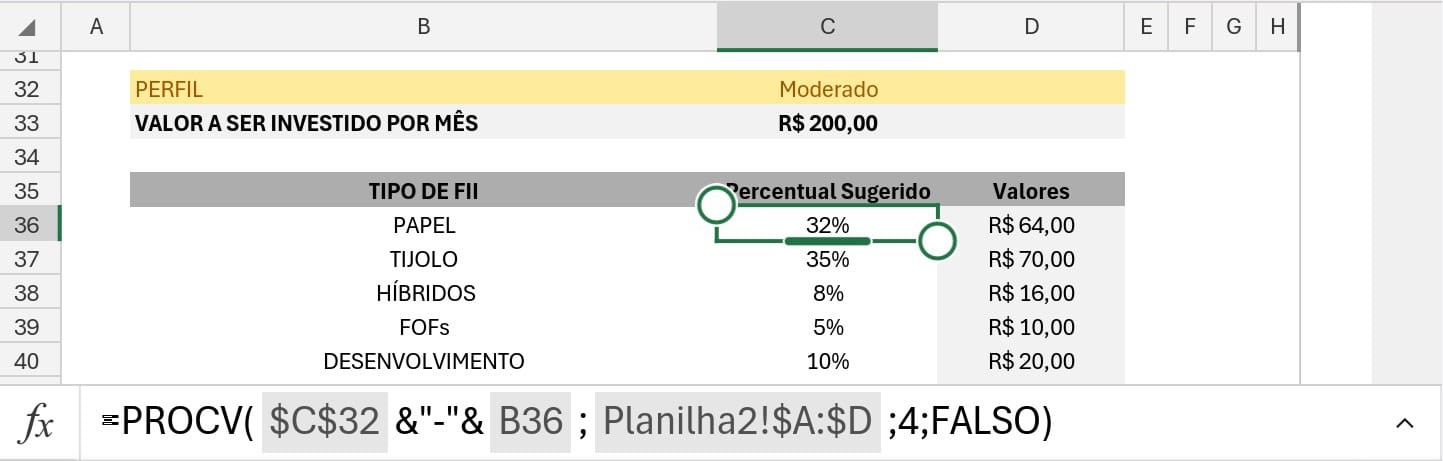 A B C D E F G H
31
32 PERFIL Moderado
33 VALOR A SER INVESTIDO POR MÊS R$ 200,00
34
35 TIPO DE FII Percentual Sugerido Valores
36 PAPEL 32% R$ 64,00
37 TIJOLO 35% R$ 70,00
38 HÍBRIDOS 8% R$ 16,00
39 FOFs 5% R$ 10,00
40 DESENVOLVIMENTO 10% R$ 20,00
fx =PROCV( $C$32 &"-"& B36 ; Planilha2!$A:$D ;4;FALSO)